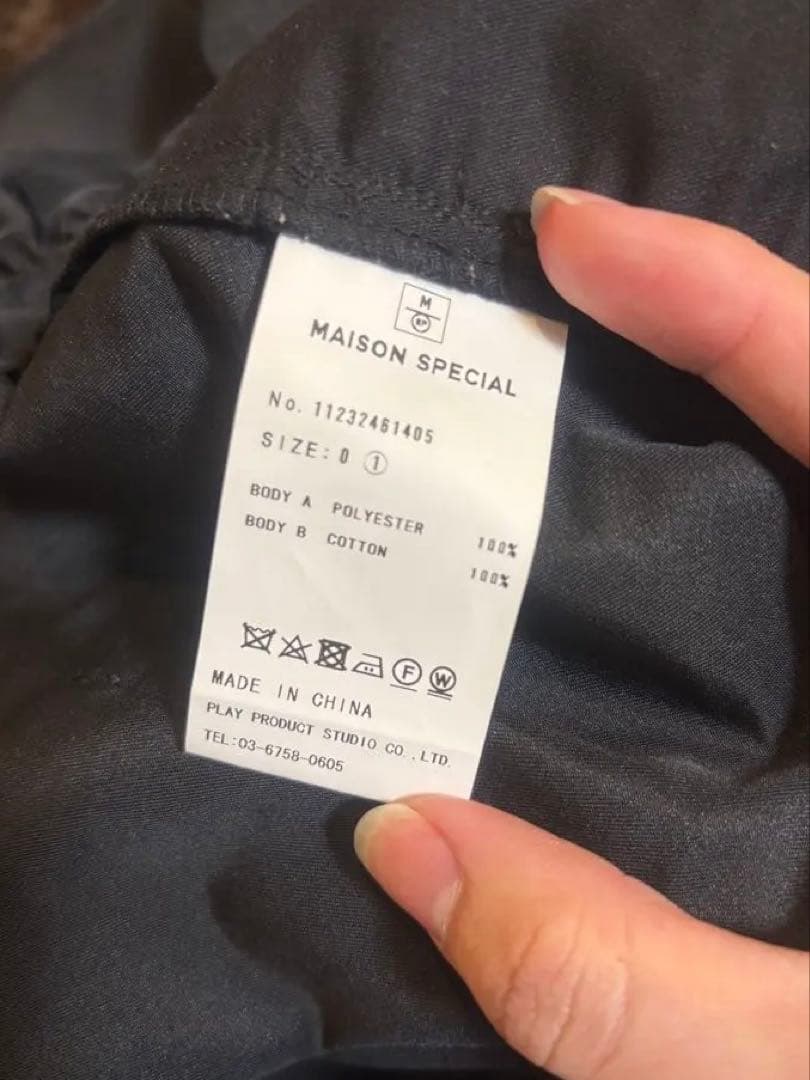 M
SP
MAISON SPECIAL
No. 11232461405
SIZE: 0 ①
BODY A POLYESTER 100%
BODY B COTTON 100%
F W
MADE IN CHINA
PLAY PRODUCT STUDIO CO.,LTD.
TEL:03-6758-0605